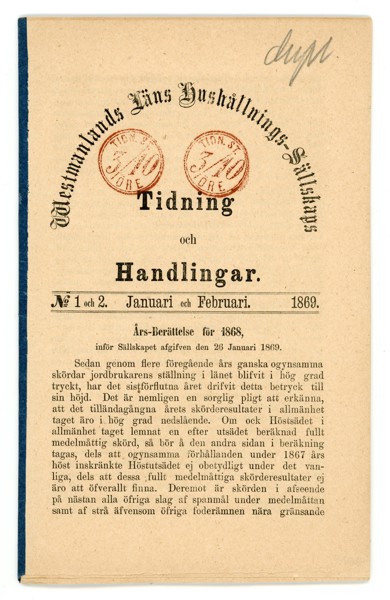 dupl.
Westmanlands Läns Hushållnings-Sällskaps
TIDN. ST. TIDN. ST.
3/10 3/10
ÖRE ÖRE
Tidning
och
Handlingar.
№ 1 och 2. Januari och Februari. 1869.
Års-Berättelse för 1868,
inför Sällskapet afgifven den 26 Januari 1869.
Sedan genom flere föregående års ganska ogynsamma
skördar jordbrukarens ställning i länet blifvit i hög grad
tryckt, har det sistförflutna året drifvit detta betryck till
sin höjd. Det är nemligen en sorglig pligt att erkänna,
att det tilländagångna årets skörderesultater i allmänhet
taget äro i hög grad nedslående. Om ock Höstsädet i
allmänhet taget lemnat en efter utsädet beräknad fullt
medelmåttig skörd, så bör å den andra sidan i beräkning
tagas, dels att ogynsamma förhållanden under 1867 års
höst inskränkte Höstutsädet ej obetydligt under det van-
liga, dels att dessa fullt medelmåttiga skörderesultater ej
äro att öfverallt finna. Deremot är skörden i afseende
på nästan alla öfriga slag af spanmål under medelmåttan
samt af strå äfvensom öfriga foderämnen nära gränsande